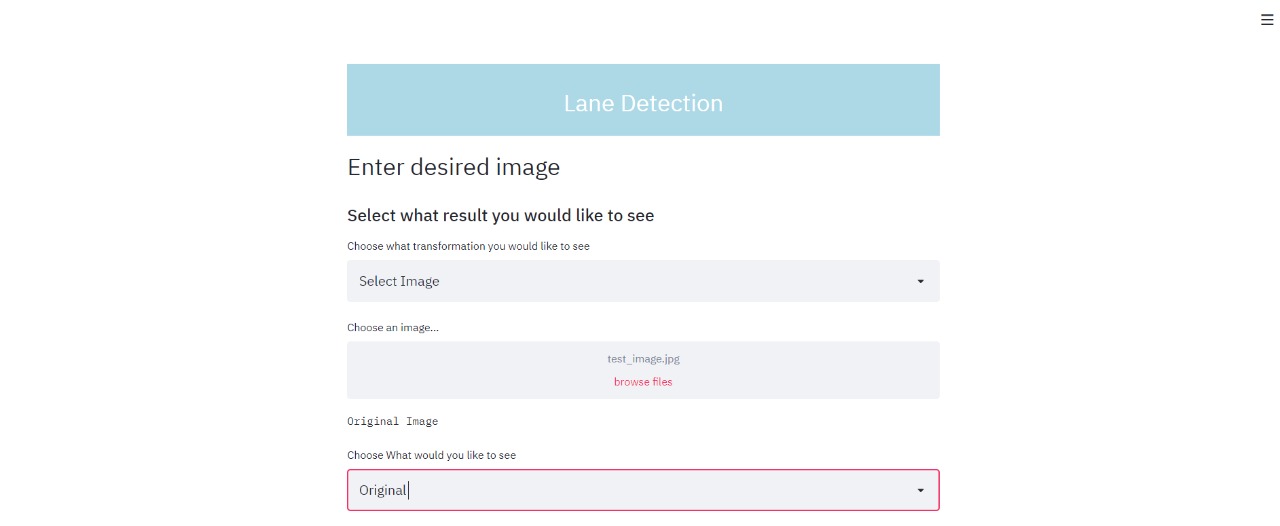 Lane Detection
Enter desired image
Select what result you would like to see
Choose what transformation you would like to see
Select Image
Choose an image...
test_image.jpg
browse files
Original Image
Choose What would you like to see
Original